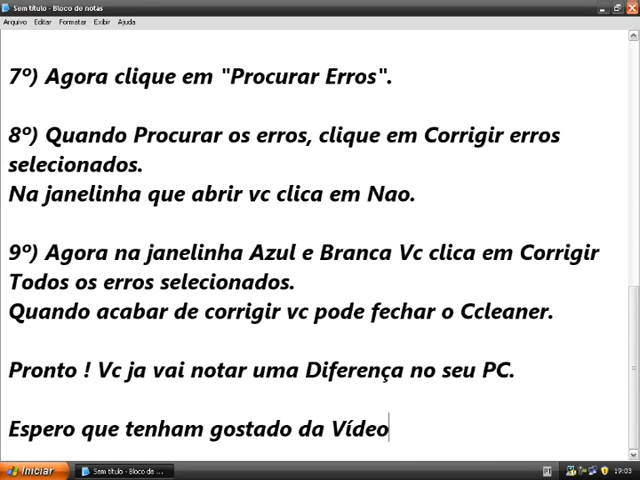 Sem título - Bloco de notas
Arquivo Editar Formatar Exibir Ajuda
7º) Agora clique em "Procurar Erros".
8º) Quando Procurar os erros, clique em Corrigir erros
selecionados.
Na janelinha que abrir vc clica em Nao.
9º) Agora na janelinha Azul e Branca Vc clica em Corrigir
Todos os erros selecionados.
Quando acabar de corrigir vc pode fechar o Ccleaner.
Pronto ! Vc ja vai notar uma Diferença no seu PC.
Espero que tenham gostado da Vídeo
Iniciar Sem título - Bloco de ... PT 19:03